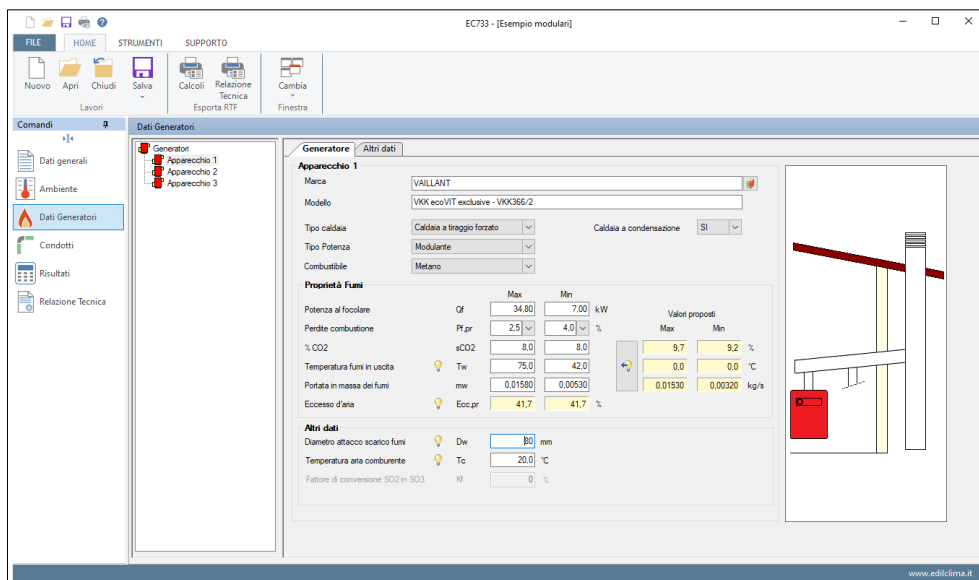 EC733 - [Esempio modulari]
FILE HOME STRUMENTI SUPPORTO
Nuovo Apri Chiudi Salva Calcoli Relazione Tecnica Cambia
Lavori Esporta RTF Finestra
Comandi
Dati generali
Ambiente
Dati Generatori
Condotti
Risultati
Relazione Tecnica
Dati Generatori
Generatori
Apparecchio 1
Apparecchio 2
Apparecchio 3
Generatore Altri dati
Apparecchio 1
Marca VAILLANT
Modello VKK ecoVIT exclusive - VKK366/2
Tipo caldaia Caldaia a tiraggio forzato Caldaia a condensazione SI
Tipo Potenza Modulante
Combustibile Metano
Proprietà Fumi
Max Min
Potenza al focolare Qf 34,80 7,00 kW Valori proposti
Perdite combustione Pf,pr 2,5 4,0 % Max Min
% CO2 sCO2 8,0 8,0 9,7 9,2 %
Temperatura fumi in uscita Tw 75,0 42,0 0,0 0,0 °C
Portata in massa dei fumi mw 0,01580 0,00530 0,01530 0,00320 kg/s
Eccesso d'aria Ecc,pr 41,7 41,7 %
Altri dati
Diametro attacco scarico fumi Dw 80 mm
Temperatura aria comburente Tc 20,0 °C
Fattore di conversione SO2 in SO3 Kf 0 %
www.edilclima.it